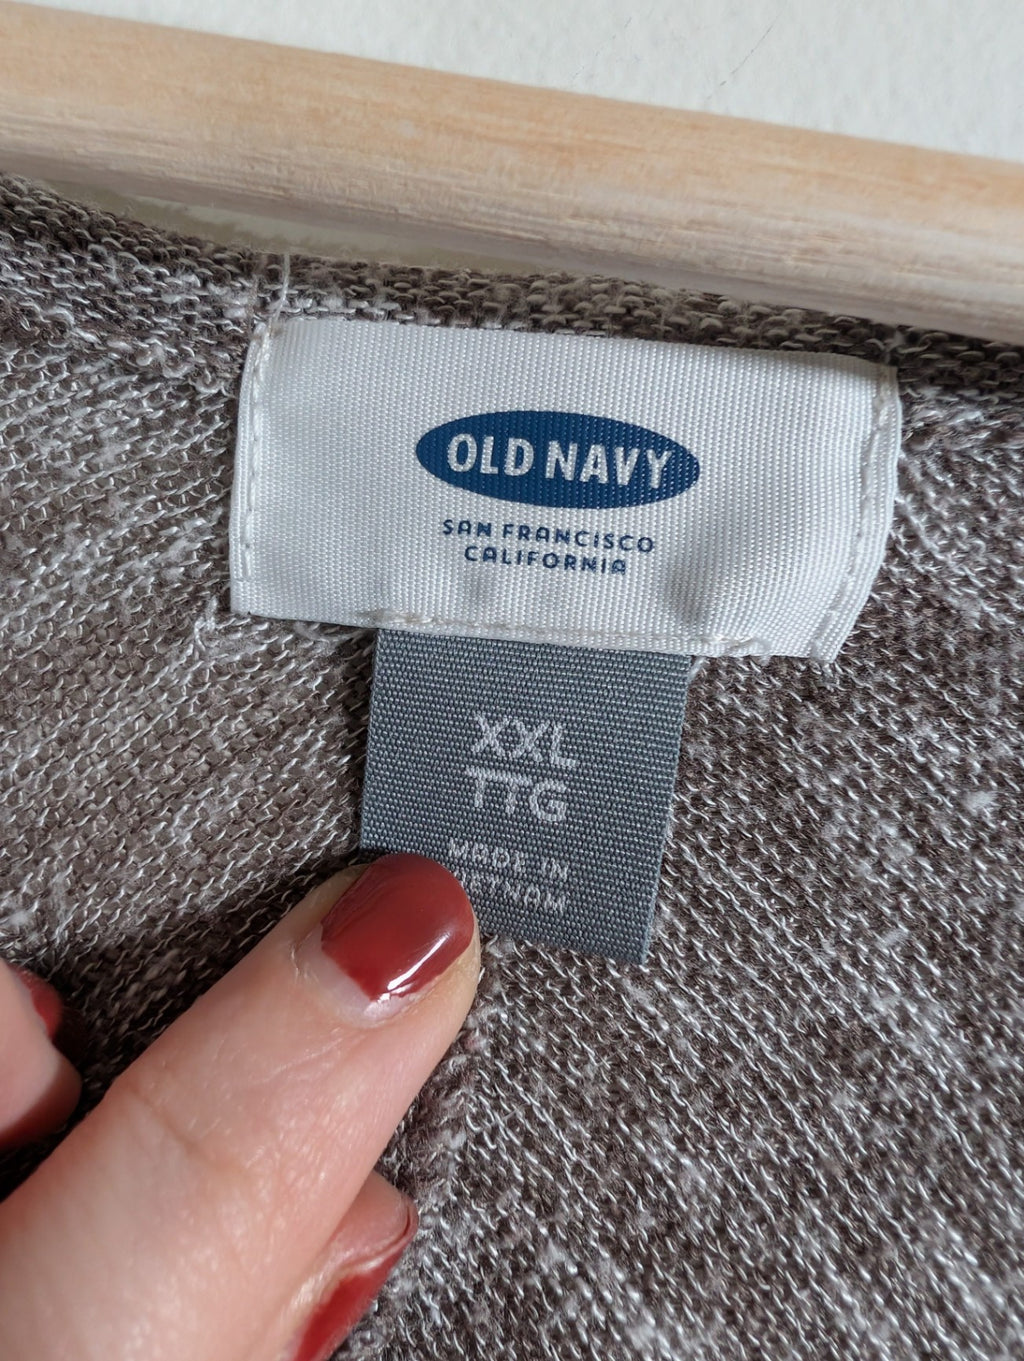 OLD NAVY
SAN FRANCISCO
CALIFORNIA
XXL
TTG
MADE IN